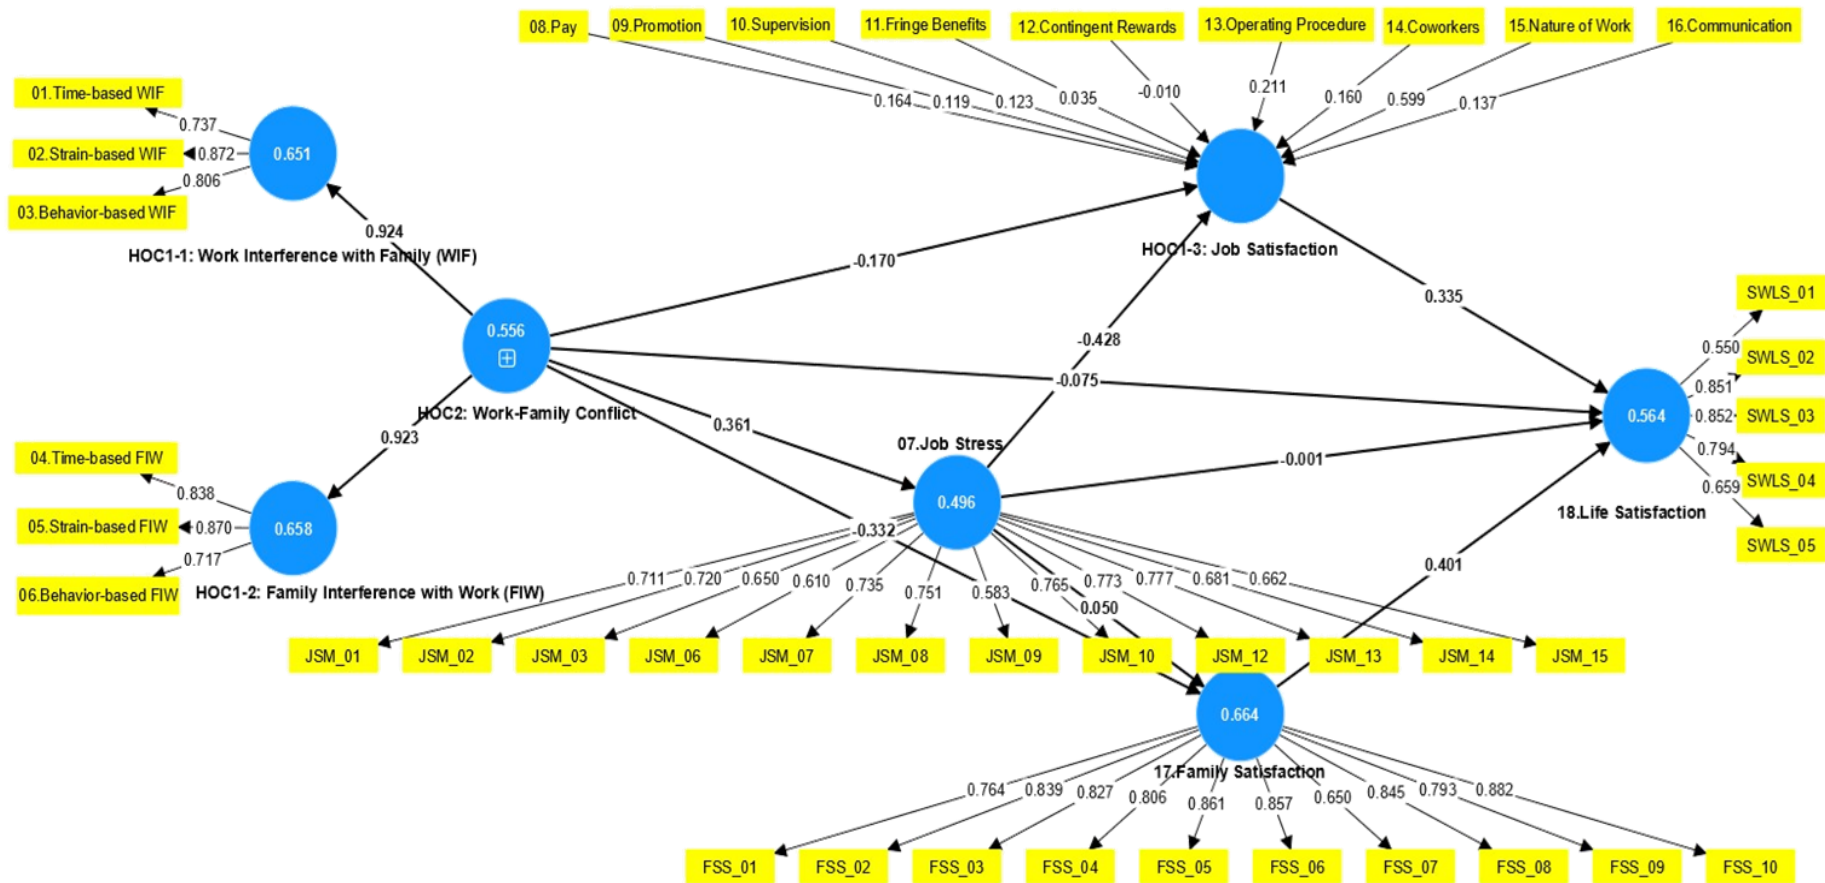 08.Pay
09.Promotion
10.Supervision
11.Fringe Benefits
12.Contingent Rewards
13.Operating Procedure
14.Coworkers
15.Nature of Work
16.Communication
0.164
0.119
0.123
0.035
-0.010
0.211
0.160
0.599
0.137
01.Time-based WIF
02.Strain-based WIF
03.Behavior-based WIF
0.737
0.872
0.806
0.651
HOC1-1: Work Interference with Family (WIF)
0.924
HOC1-3: Job Satisfaction
-0.170
-0.428
0.335
0.556
HOC2: Work-Family Conflict
-0.075
0.361
0.923
07.Job Stress
0.496
-0.001
-0.332
0.050
0.401
04.Time-based FIW
05.Strain-based FIW
06.Behavior-based FIW
0.838
0.870
0.717
0.658
HOC1-2: Family Interference with Work (FIW)
SWLS_01
SWLS_02
SWLS_03
SWLS_04
SWLS_05
0.550
0.851
0.852
0.794
0.659
0.564
18.Life Satisfaction
0.711
0.720
0.650
0.610
0.735
0.751
0.583
0.765
0.773
0.777
0.681
0.662
JSM_01
JSM_02
JSM_03
JSM_06
JSM_07
JSM_08
JSM_09
JSM_10
JSM_12
JSM_13
JSM_14
JSM_15
0.664
17.Family Satisfaction
0.764
0.839
0.827
0.806
0.861
0.857
0.650
0.845
0.793
0.882
FSS_01
FSS_02
FSS_03
FSS_04
FSS_05
FSS_06
FSS_07
FSS_08
FSS_09
FSS_10